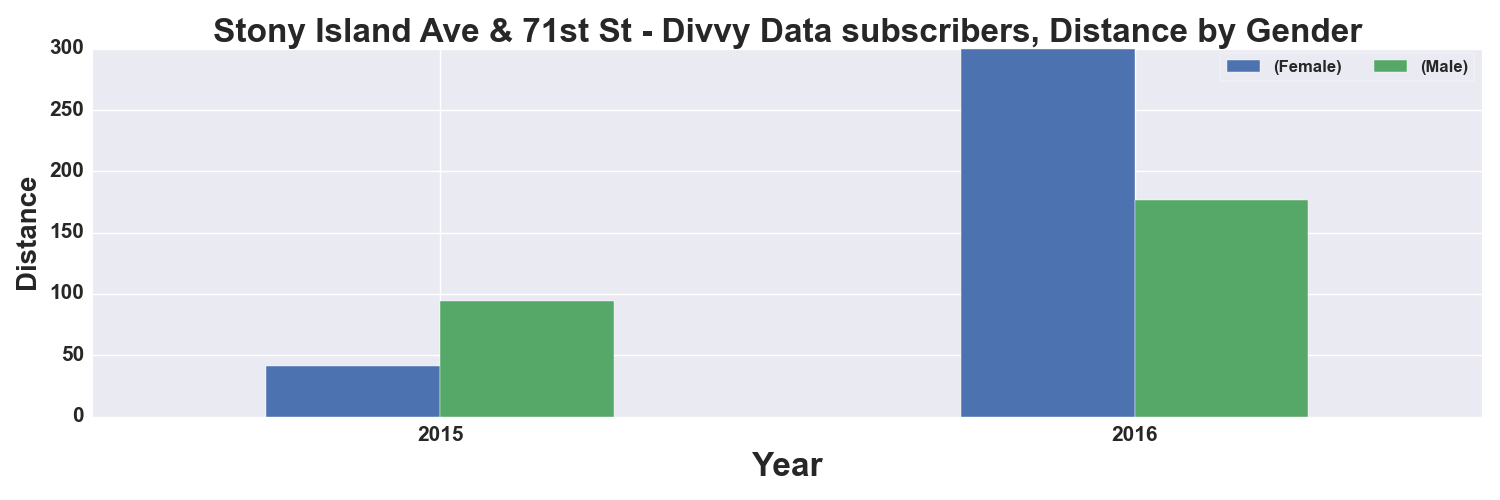 Stony Island Ave & 71st St - Divvy Data subscribers, Distance by Gender
300
(Female) (Male)
250
200
150
100
50
0
Distance
2015 2016
Year